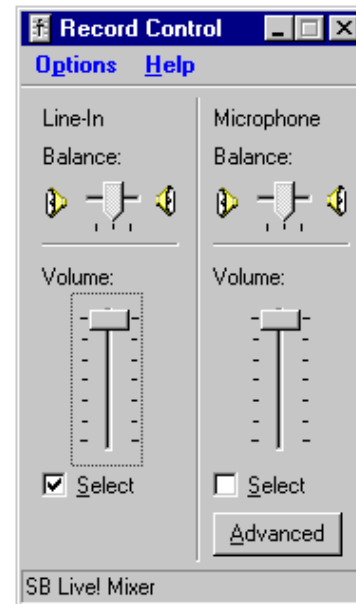 Record Control
Options Help
Line-In
Balance:
Volume:
Select
Microphone
Balance:
Volume:
Select
Advanced
SB Live! Mixer